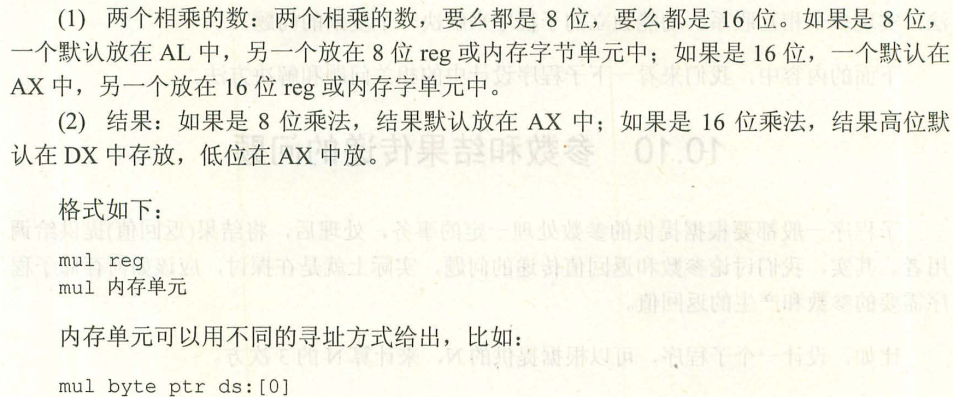 (1) 两个相乘的数：两个相乘的数，要么都是 8 位，要么都是 16 位。如果是 8 位，
一个默认放在 AL 中，另一个放在 8 位 reg 或内存字节单元中；如果是 16 位，一个默认在
AX 中，另一个放在 16 位 reg 或内存字单元中。
(2) 结果：如果是 8 位乘法，结果默认放在 AX 中；如果是 16 位乘法，结果高位默
认在 DX 中存放，低位在 AX 中放。
格式如下：
mul reg
mul 内存单元
内存单元可以用不同的寻址方式给出，比如：
mul byte ptr ds:[0]